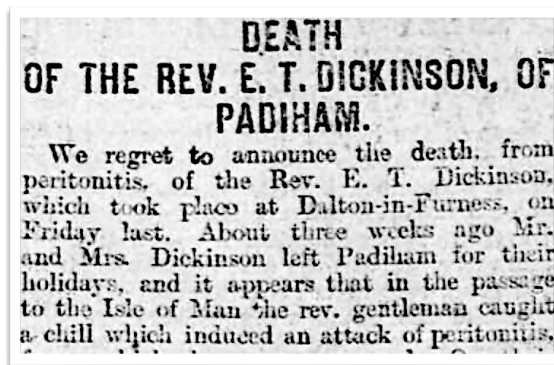 DEATH
OF THE REV. E. T. DICKINSON, OF
PADIHAM.
We regret to announce the death, from
peritonitis, of the Rev. E. T. Dickinson,
which took place at Dalton-in-Furness, on
Friday last. About three weeks ago Mr.
and Mrs. Dickinson left Padiham for their
holidays, and it appears that in the passage
to the Isle of Man the rev. gentleman caught
a chill which induced an attack of peritonitis,